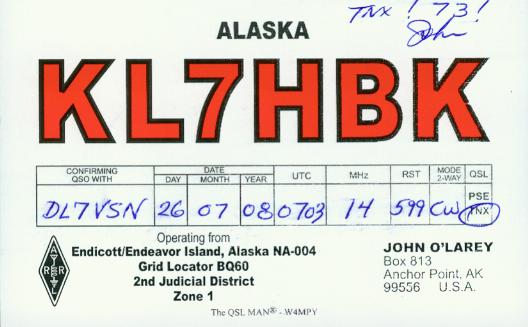 TNX ! 73 !
John
ALASKA
KL7HBK
CONFIRMING QSO WITH DATE UTC MHz RST MODE 2-WAY QSL
DAY MONTH YEAR
DL7VSN 26 07 08 0703 14 599 CW PSE
TNX
Operating from
Endicott/Endeavor Island, Alaska NA-004
Grid Locator BQ60
2nd Judicial District
Zone 1
JOHN O'LAREY
Box 813
Anchor Point, AK
99556 U.S.A.
ARRL
The QSL MAN® - W4MPY